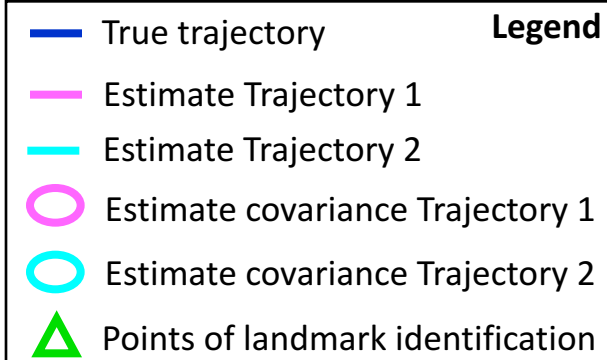 Legend
True trajectory
Estimate Trajectory 1
Estimate Trajectory 2
Estimate covariance Trajectory 1
Estimate covariance Trajectory 2
Points of landmark identification